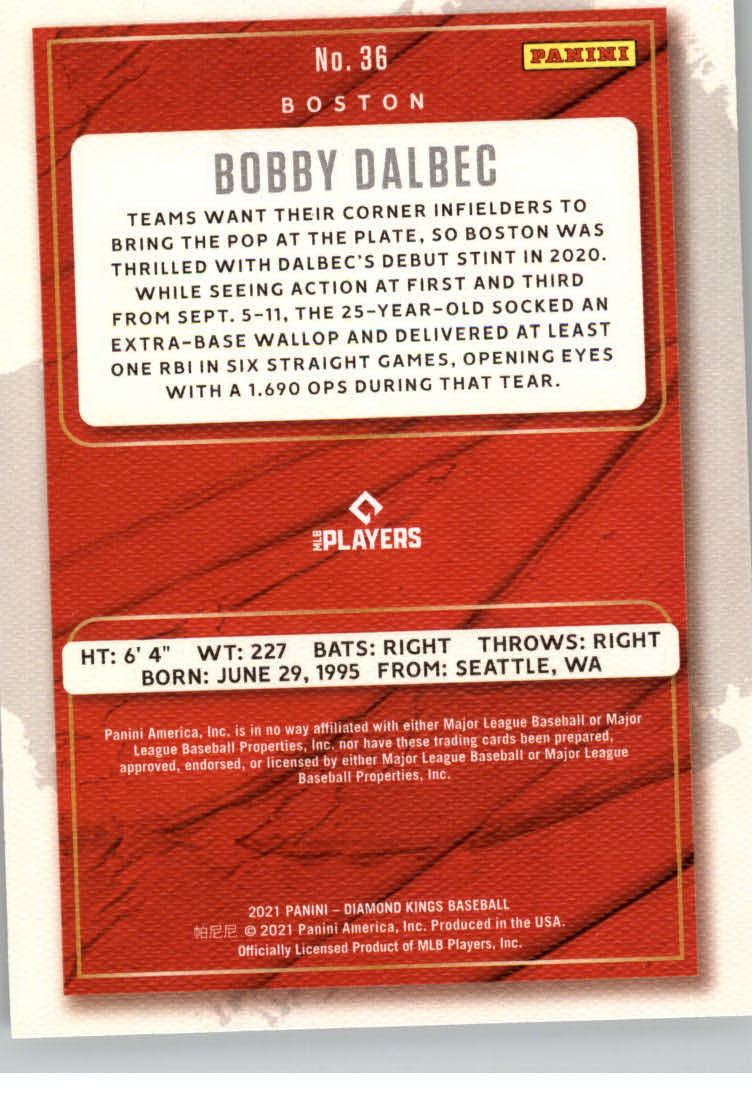 No. 36
PANINI
BOSTON
BOBBY DALBEC
TEAMS WANT THEIR CORNER INFIELDERS TO
BRING THE POP AT THE PLATE, SO BOSTON WAS
THRILLED WITH DALBEC'S DEBUT STINT IN 2020.
WHILE SEEING ACTION AT FIRST AND THIRD
FROM SEPT. 5–11, THE 25-YEAR-OLD SOCKED AN
EXTRA-BASE WALLOP AND DELIVERED AT LEAST
ONE RBI IN SIX STRAIGHT GAMES, OPENING EYES
WITH A 1.690 OPS DURING THAT TEAR.
MLB PLAYERS
HT: 6' 4" WT: 227 BATS: RIGHT THROWS: RIGHT
BORN: JUNE 29, 1995 FROM: SEATTLE, WA
Panini America, Inc. is in no way affiliated with either Major League Baseball or Major
League Baseball Properties, Inc. nor have these trading cards been prepared,
approved, endorsed, or licensed by either Major League Baseball or Major League
Baseball Properties, Inc.
2021 PANINI – DIAMOND KINGS BASEBALL
帕尼尼 © 2021 Panini America, Inc. Produced in the USA.
Officially Licensed Product of MLB Players, Inc.